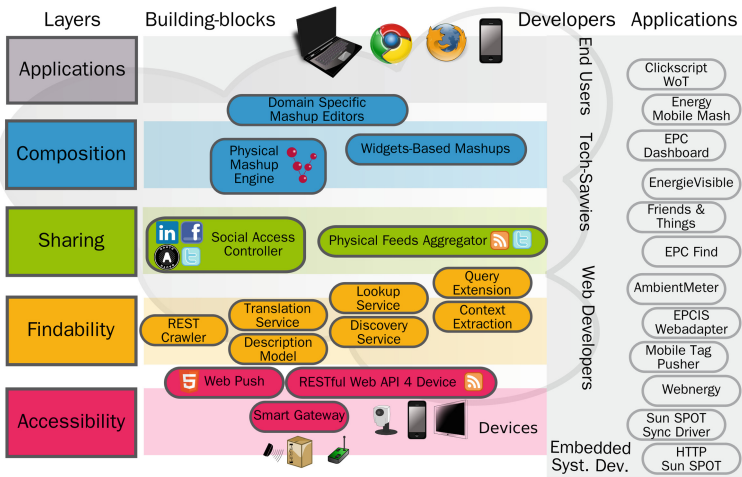 Layers
Building-blocks
Developers
Applications
Applications
End Users
Clickscript
WoT
Domain Specific
Mashup Editors
Energy
Mobile Mash
Composition
Physical
Mashup
Engine
Widgets-Based Mashups
Tech-Savvies
EPC
Dashboard
EnergieVisible
Sharing
in
f
A
t
Social Access
Controller
Physical Feeds Aggregator
t
Friends &
Things
EPC Find
Findability
REST
Crawler
Translation
Service
Description
Model
Lookup
Service
Discovery
Service
Query
Extension
Context
Extraction
Web Developers
AmbientMeter
EPCIS
Webadapter
Mobile Tag
Pusher
Webnergy
Accessibility
5
Web Push
RESTful Web API 4 Device
Smart Gateway
Devices
Embedded
Syst. Dev.
Sun SPOT
Sync Driver
HTTP
Sun SPOT